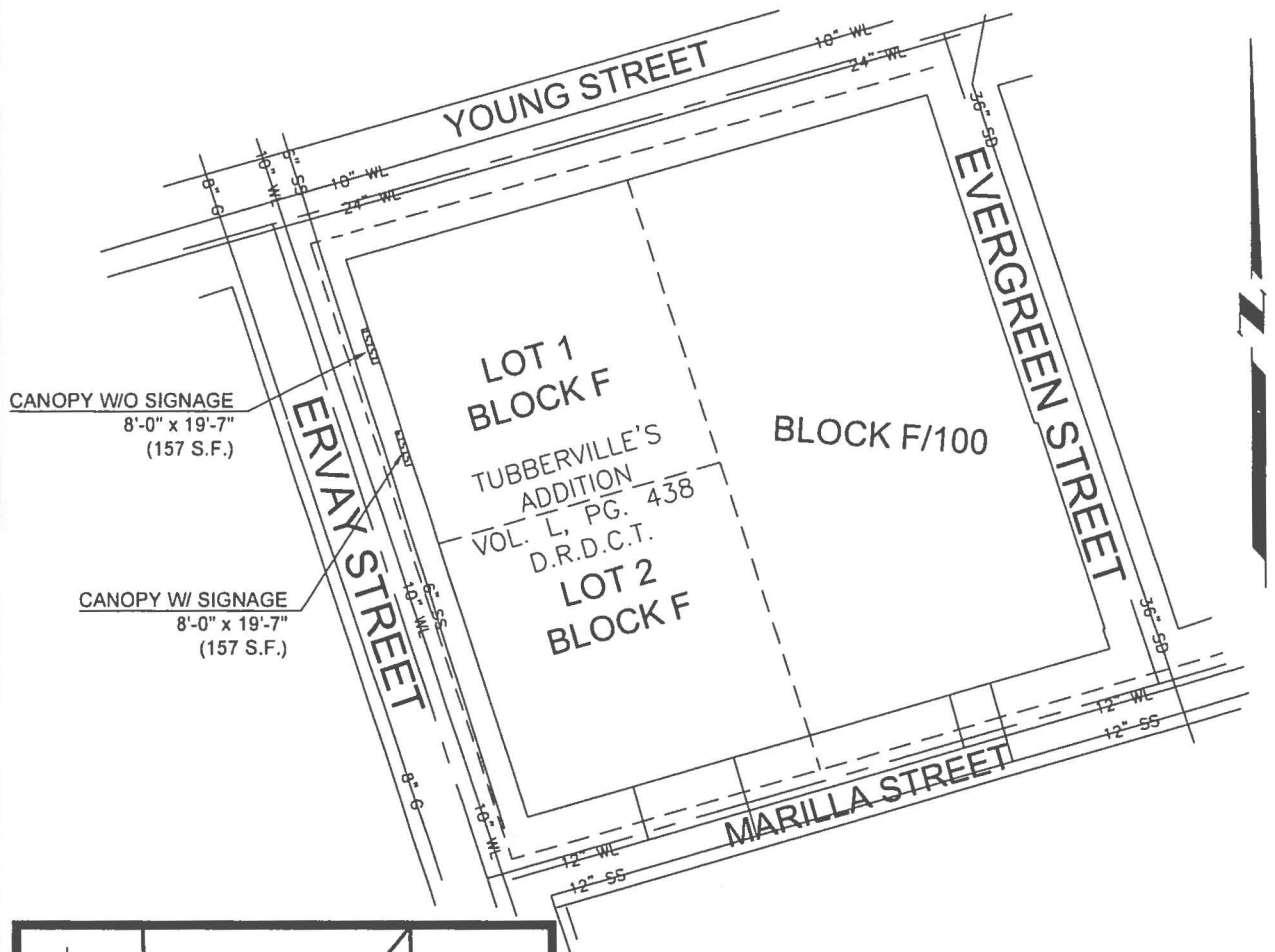 YOUNG STREET
10" WL
24" WL
36" SD
8" G
10" WL
6" SS
10" WL
24" WL
EVERGREEN STREET
LOT 1
BLOCK F
CANOPY W/O SIGNAGE
8'-0" x 19'-7"
(157 S.F.)
BLOCK F/100
ERVAY STREET
TUBBERVILLE'S
ADDITION
VOL. L, PG. 438
D.R.D.C.T.
LOT 2
BLOCK F
CANOPY W/ SIGNAGE
8'-0" x 19'-7"
(157 S.F.)
10" WL
6" SS
36" SD
12" WL
12" SS
MARILLA STREET
8" G
10" WL
12" WL
12" SS
N